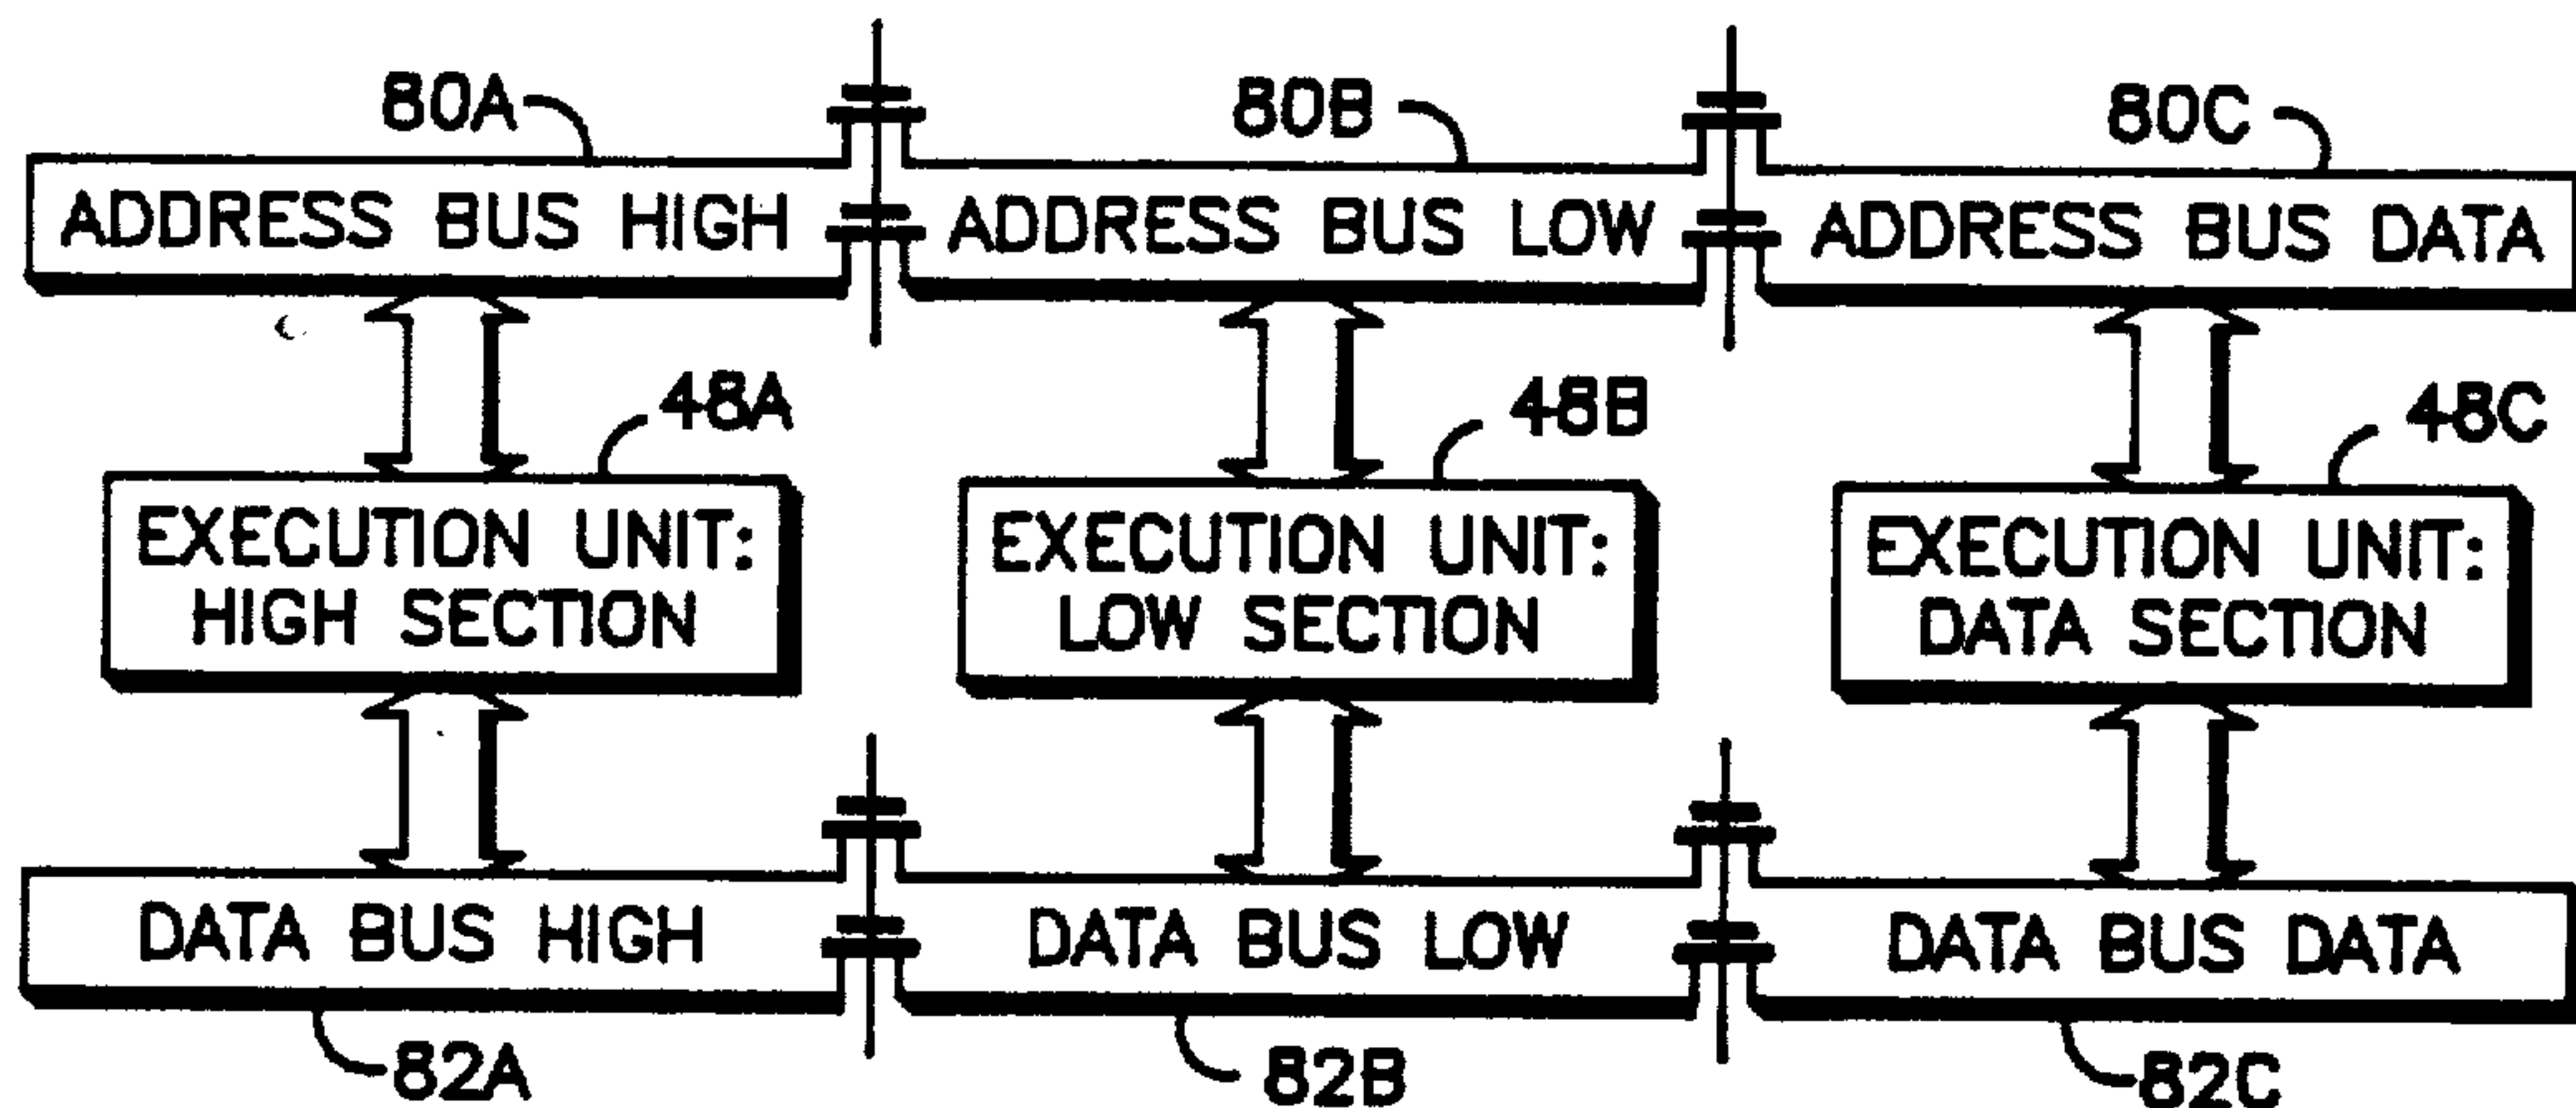 80A
80B
80C
ADDRESS BUS HIGH
ADDRESS BUS LOW
ADDRESS BUS DATA
48A
48B
48C
EXECUTION UNIT:
HIGH SECTION
EXECUTION UNIT:
LOW SECTION
EXECUTION UNIT:
DATA SECTION
DATA BUS HIGH
DATA BUS LOW
DATA BUS DATA
82A
82B
82C